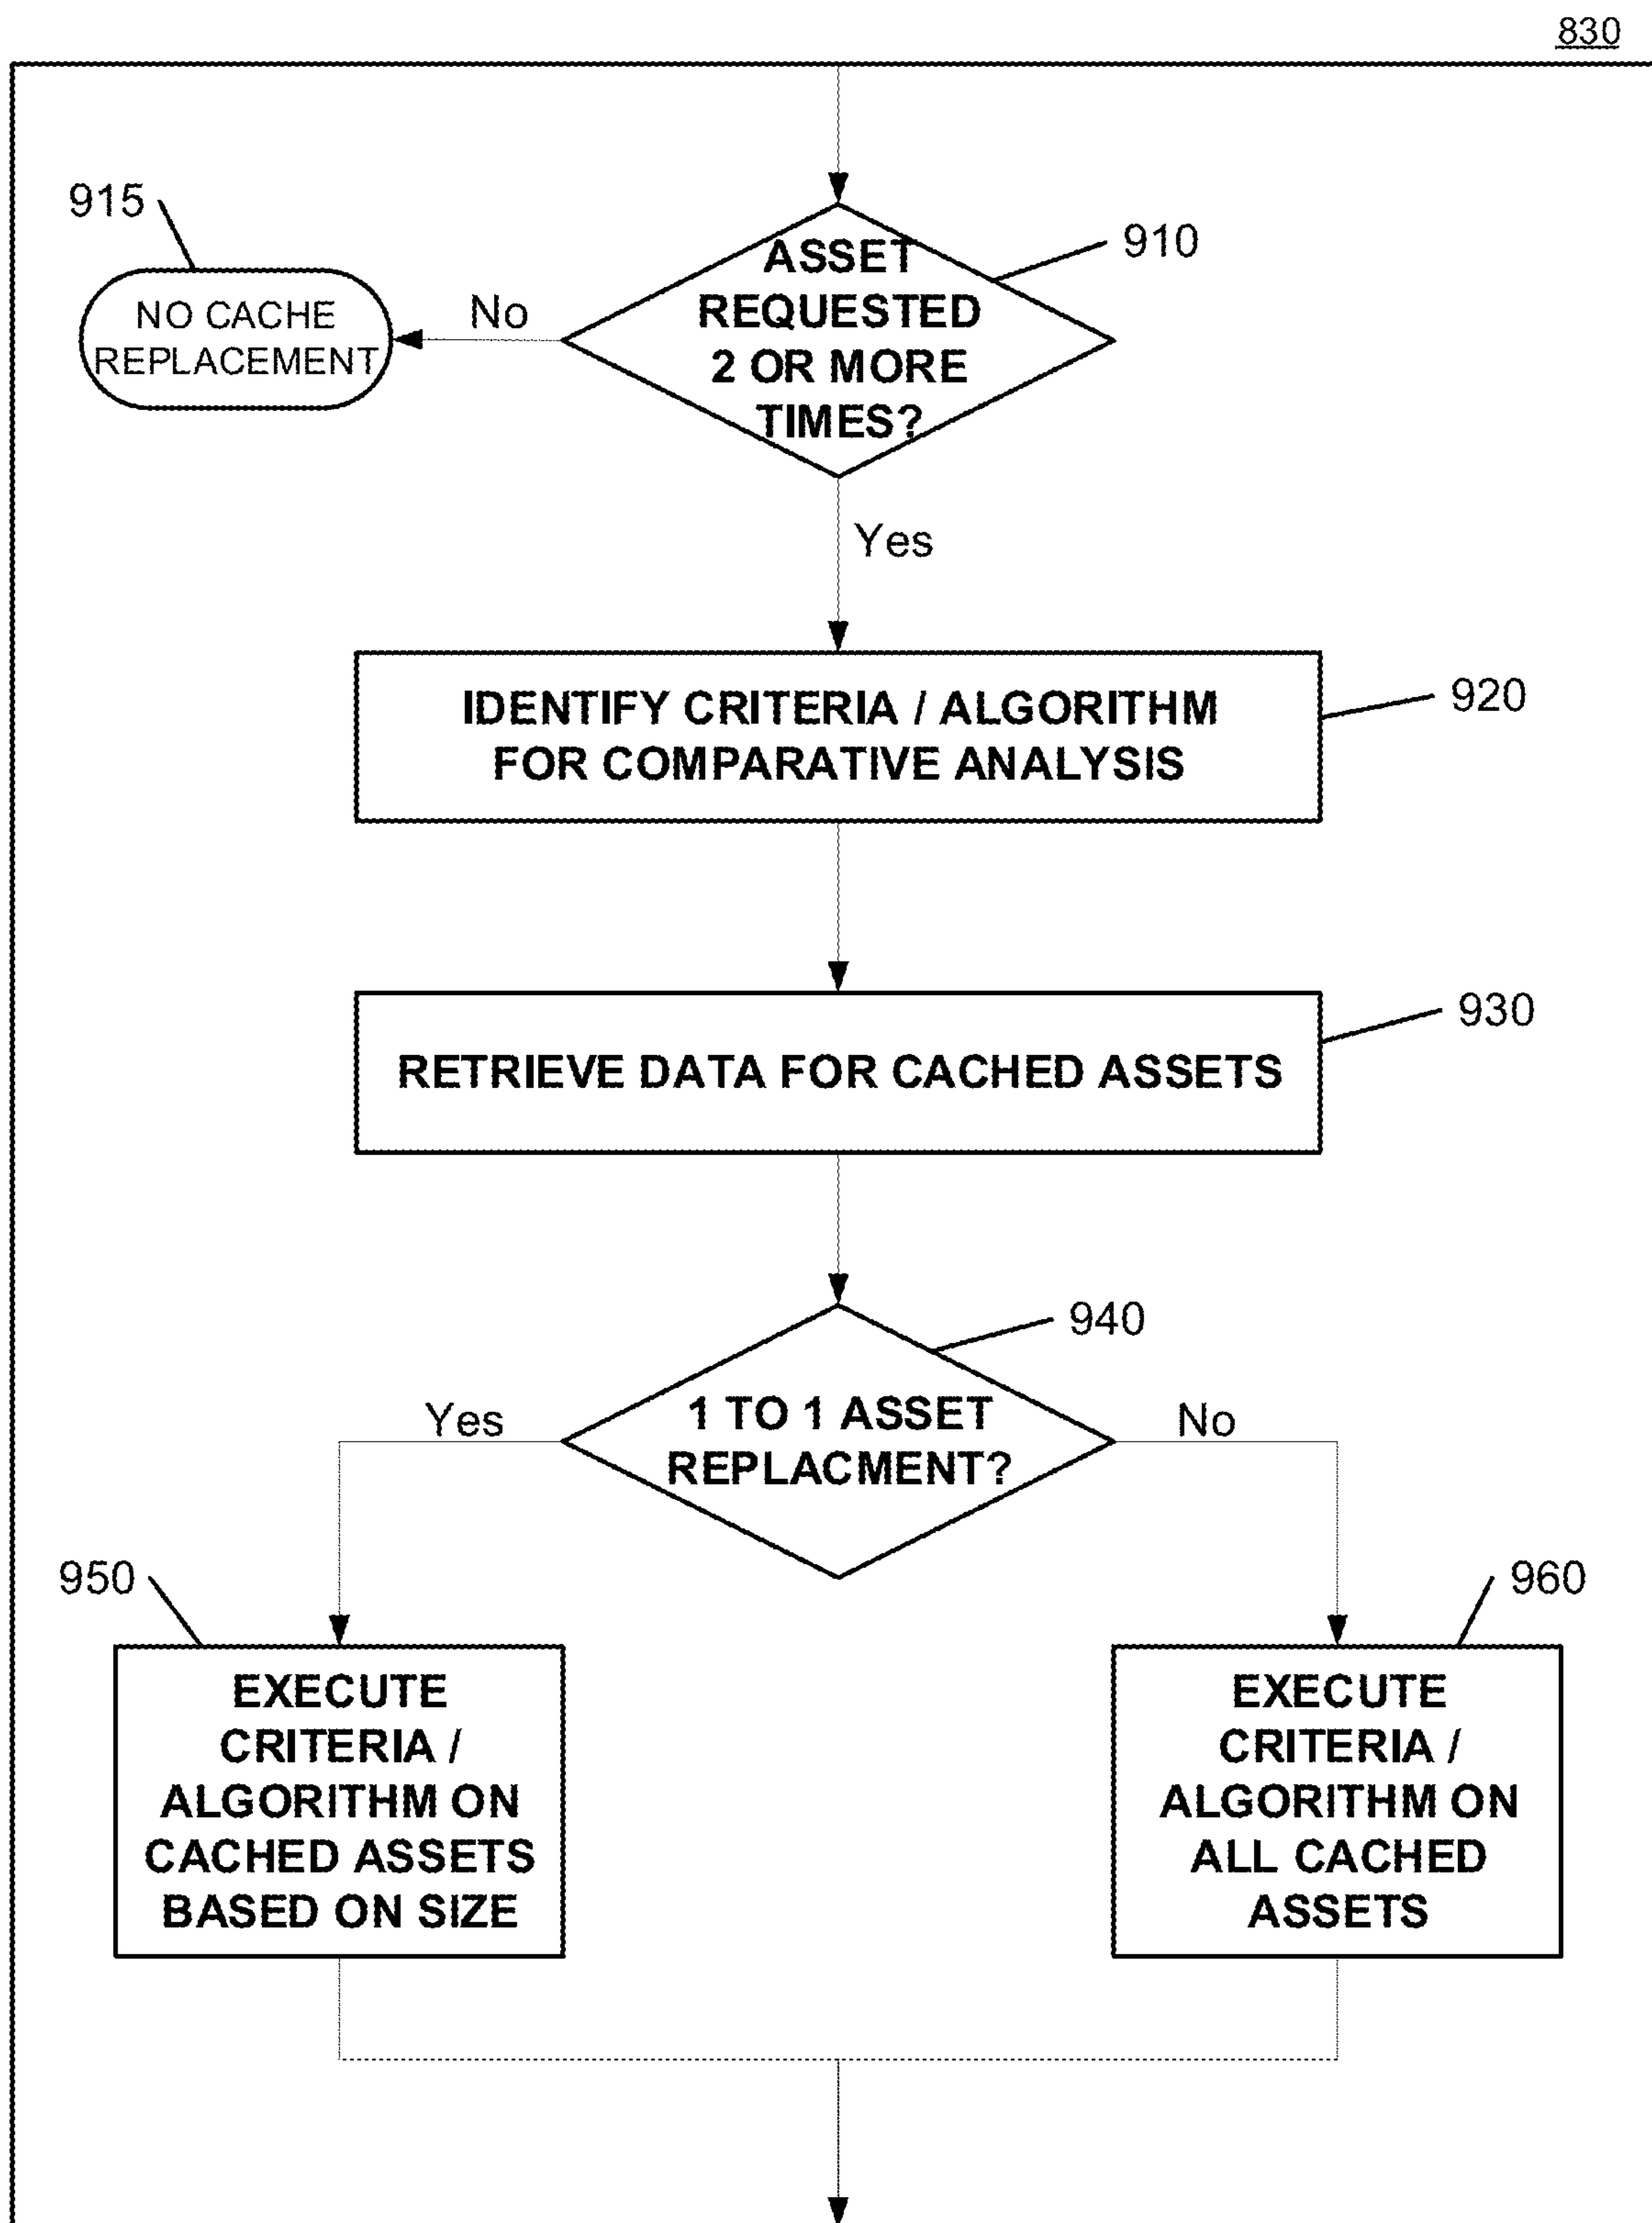 830
915
910
ASSET
REQUESTED
2 OR MORE
TIMES?
No
NO CACHE
REPLACEMENT
Yes
920
IDENTIFY CRITERIA / ALGORITHM
FOR COMPARATIVE ANALYSIS
930
RETRIEVE DATA FOR CACHED ASSETS
940
1 TO 1 ASSET
REPLACMENT?
Yes
No
950
EXECUTE
CRITERIA /
ALGORITHM ON
CACHED ASSETS
BASED ON SIZE
960
EXECUTE
CRITERIA /
ALGORITHM ON
ALL CACHED
ASSETS